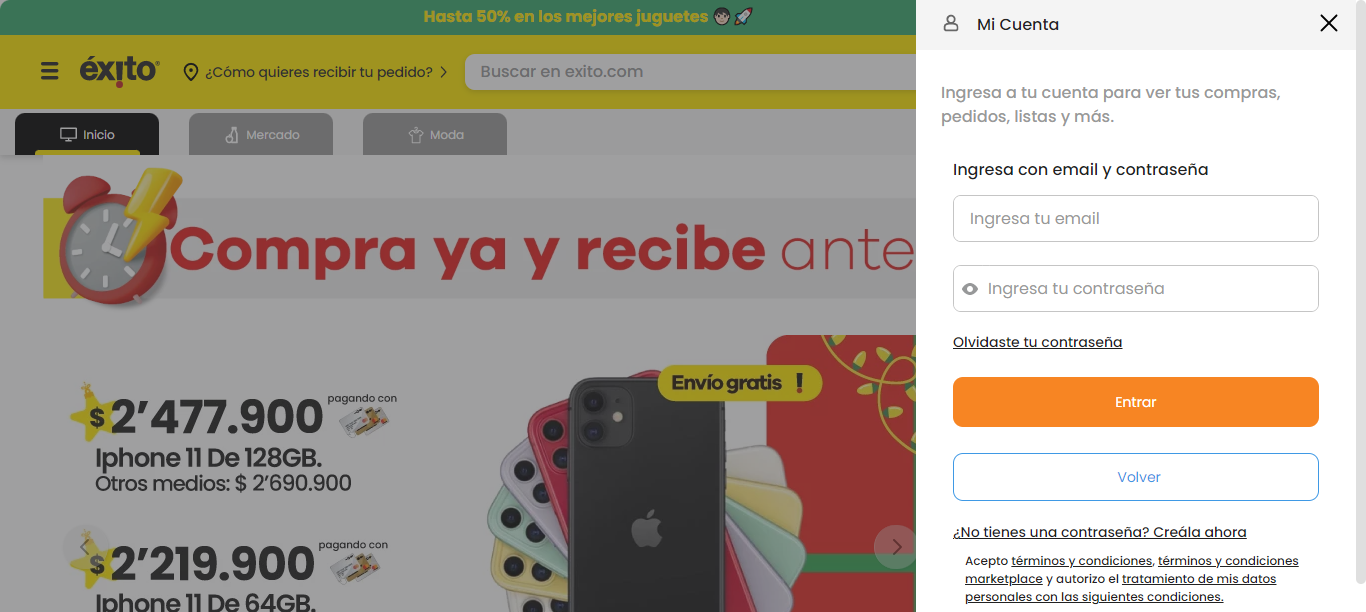 Hasta 50% en los mejores juguetes
éxito
¿Cómo quieres recibir tu pedido?
Buscar en exito.com
Inicio
Mercado
Moda
Compra ya y recibe ante
$2’477.900
pagando con
Iphone 11 De 128GB.
Otros medios: $ 2’690.900
Envío gratis !
$2’219.900
pagando con
Iphone 11 De 64GB.
Mi Cuenta
Ingresa a tu cuenta para ver tus compras,
pedidos, listas y más.
Ingresa con email y contraseña
Ingresa tu email
Ingresa tu contraseña
Olvidaste tu contraseña
Entrar
Volver
¿No tienes una contraseña? Creála ahora
Acepto términos y condiciones, términos y condiciones
marketplace y autorizo el tratamiento de mis datos
personales con las siguientes condiciones.